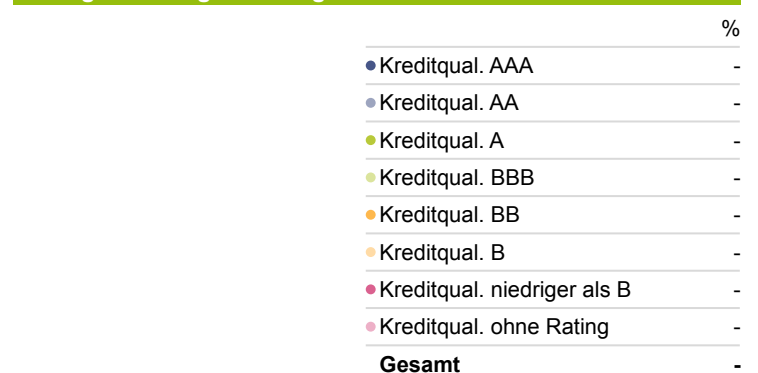 %
Kreditqual. AAA -
Kreditqual. AA -
Kreditqual. A -
Kreditqual. BBB -
Kreditqual. BB -
Kreditqual. B -
Kreditqual. niedriger als B -
Kreditqual. ohne Rating -
Gesamt -